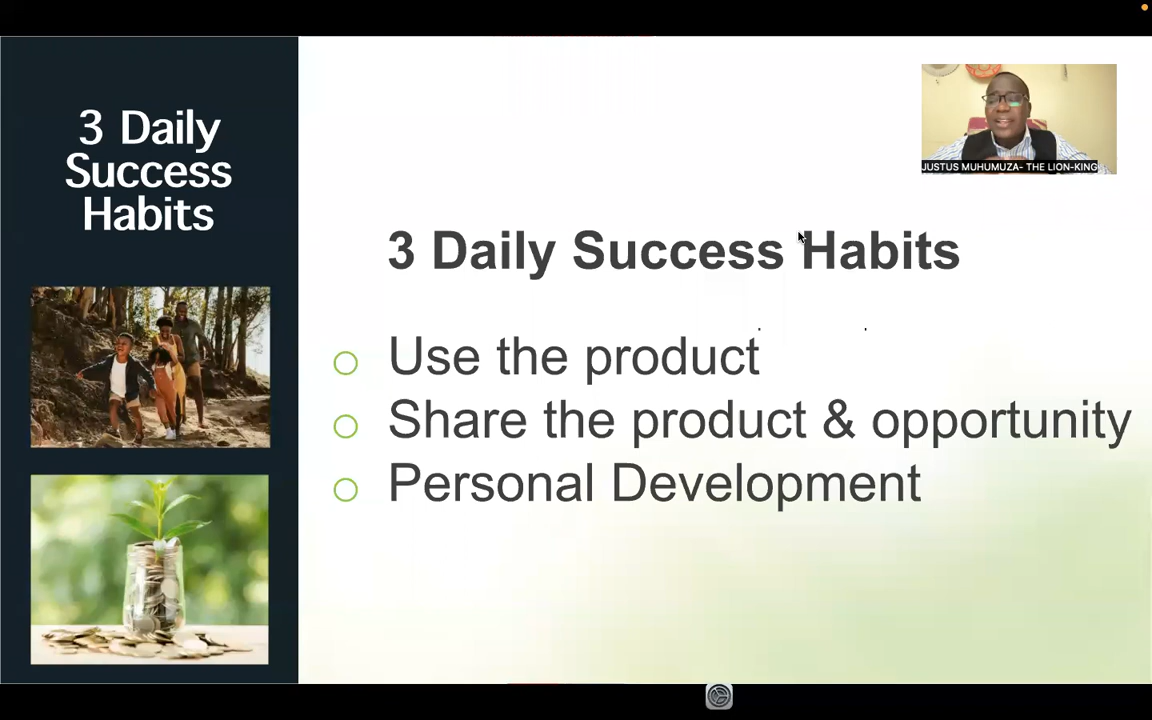 3 Daily
Success
Habits
JUSTUS MUHUMUZA- THE LION-KING
3 Daily Success Habits
Use the product
Share the product & opportunity
Personal Development